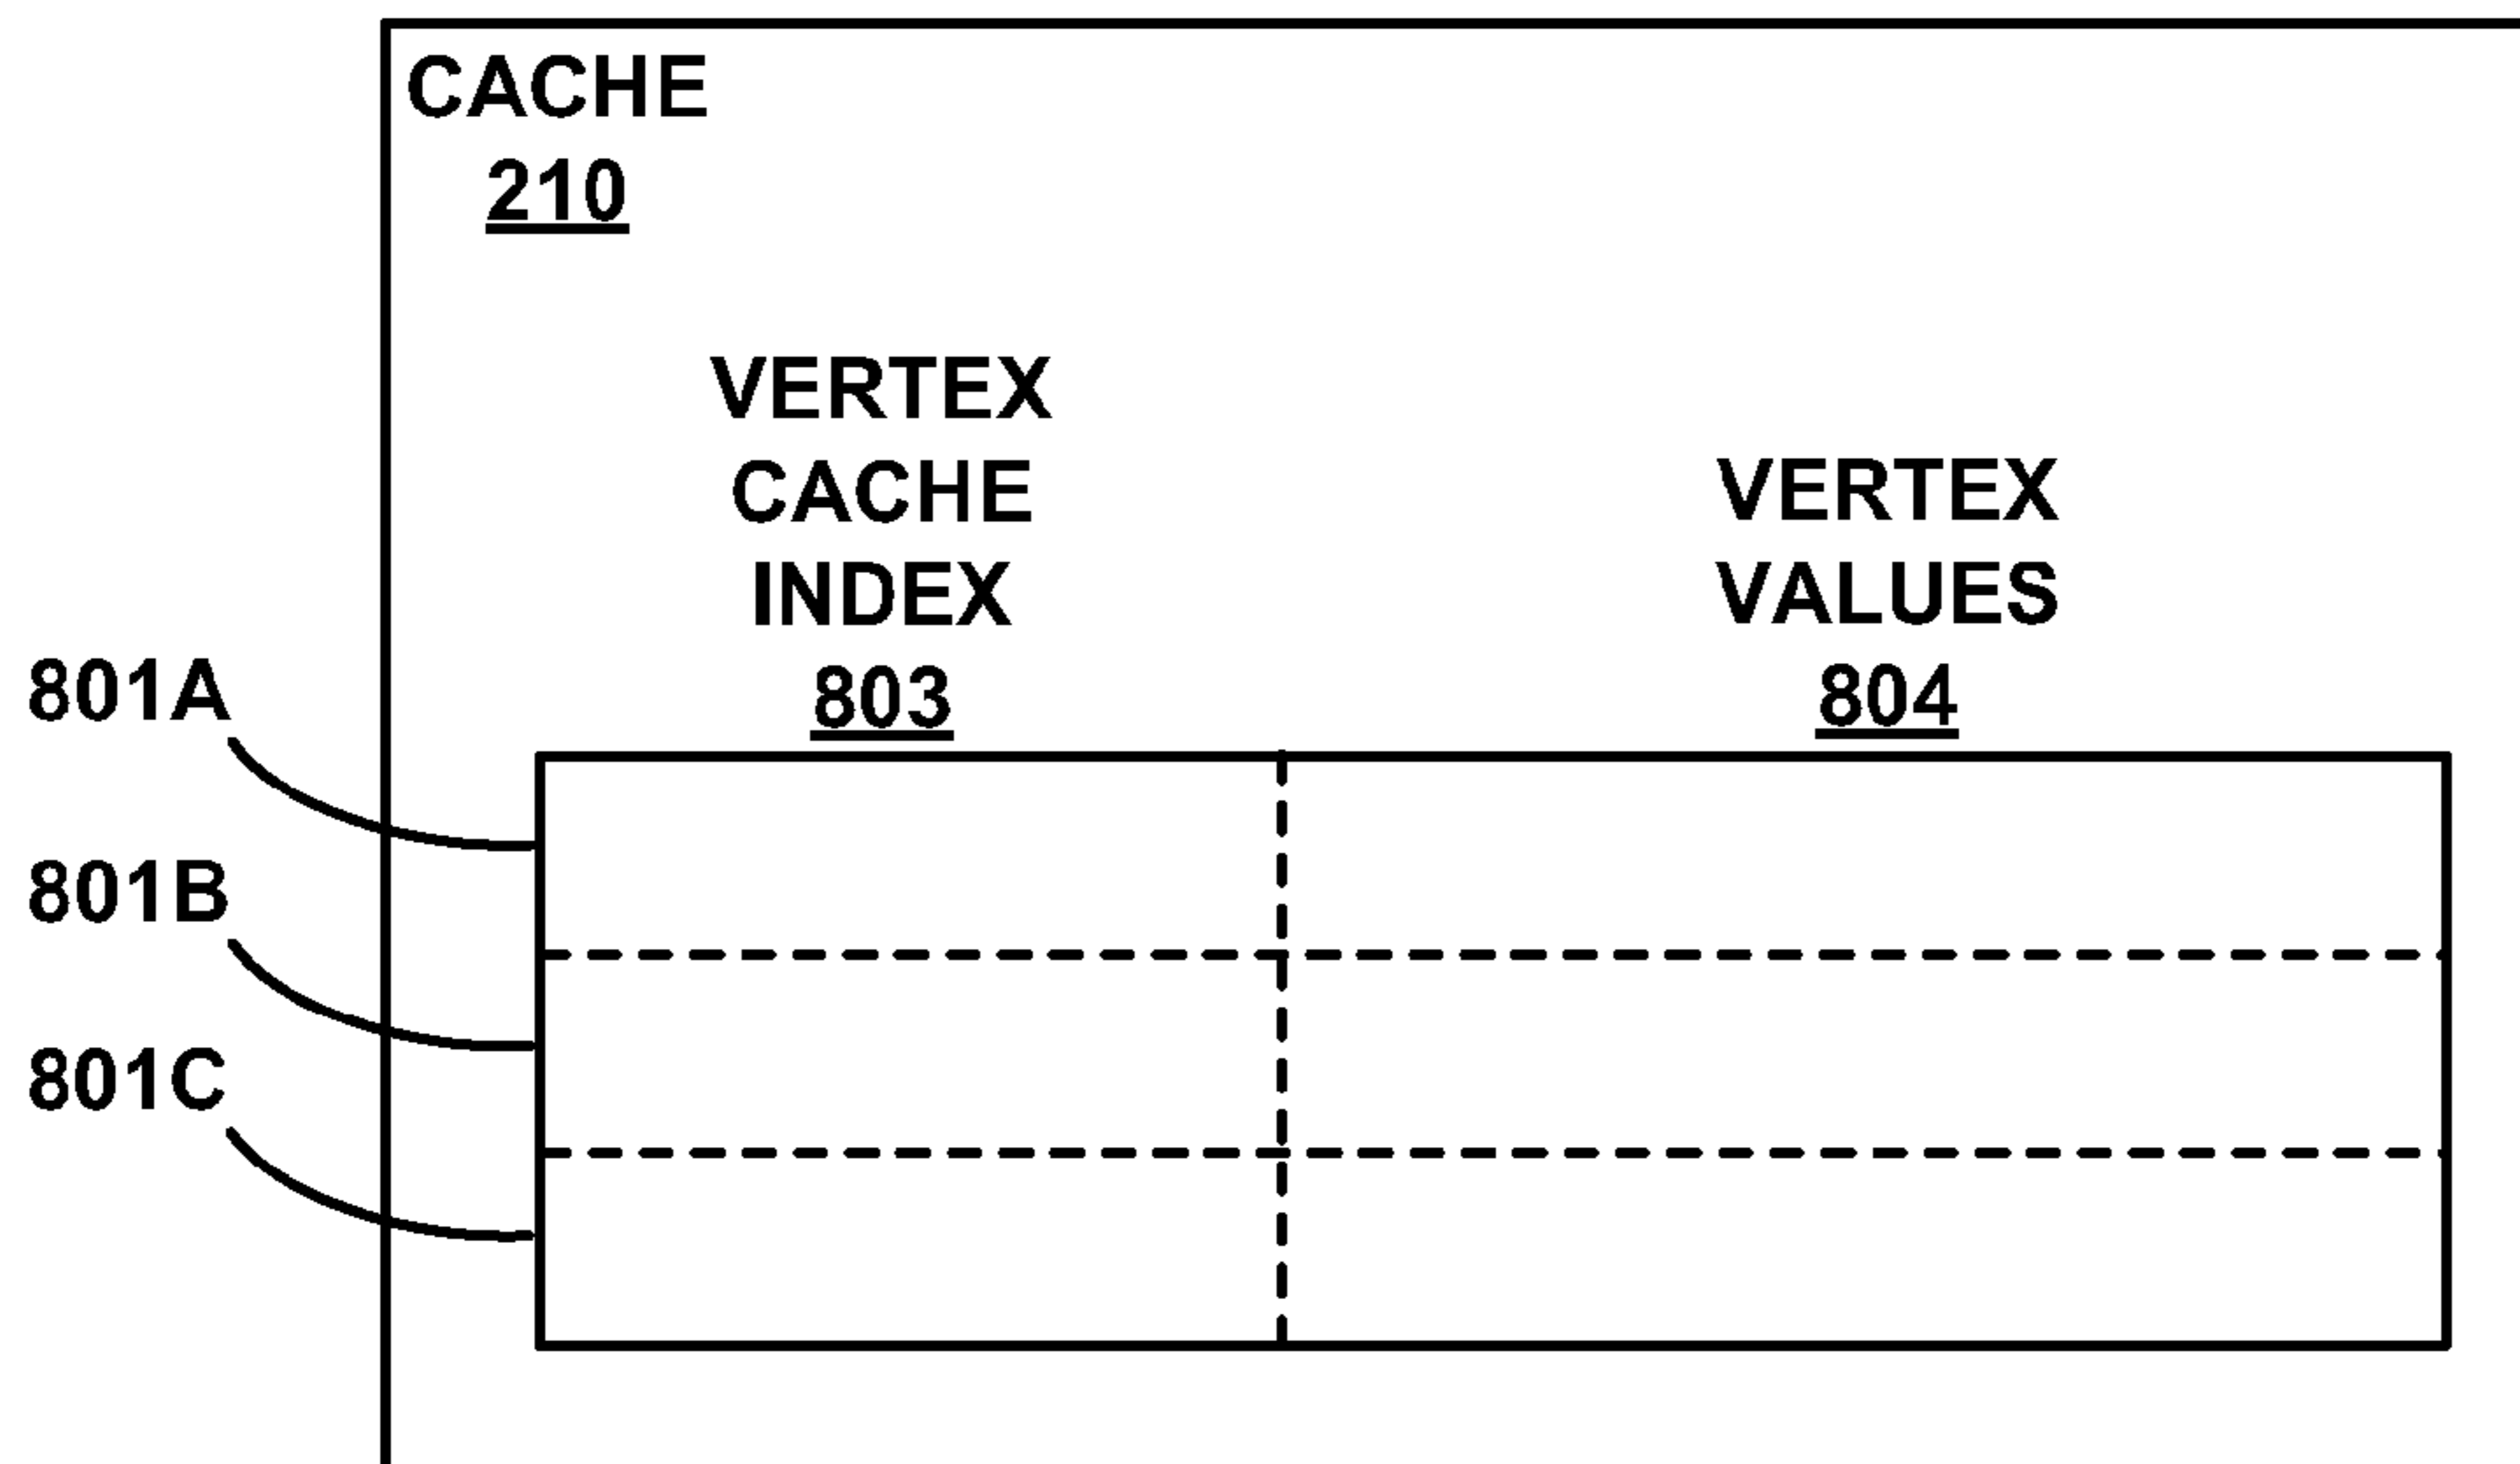 CACHE
210
VERTEX
CACHE
INDEX
803
VERTEX
VALUES
804
801A
801B
801C